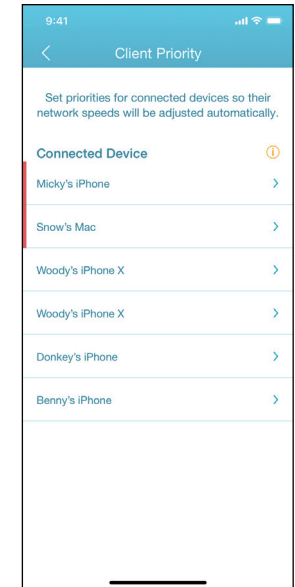 9:41
Client Priority
Set priorities for connected devices so their
network speeds will be adjusted automatically.
Connected Device
Micky's iPhone
Snow's Mac
Woody's iPhone X
Woody's iPhone X
Donkey's iPhone
Benny's iPhone